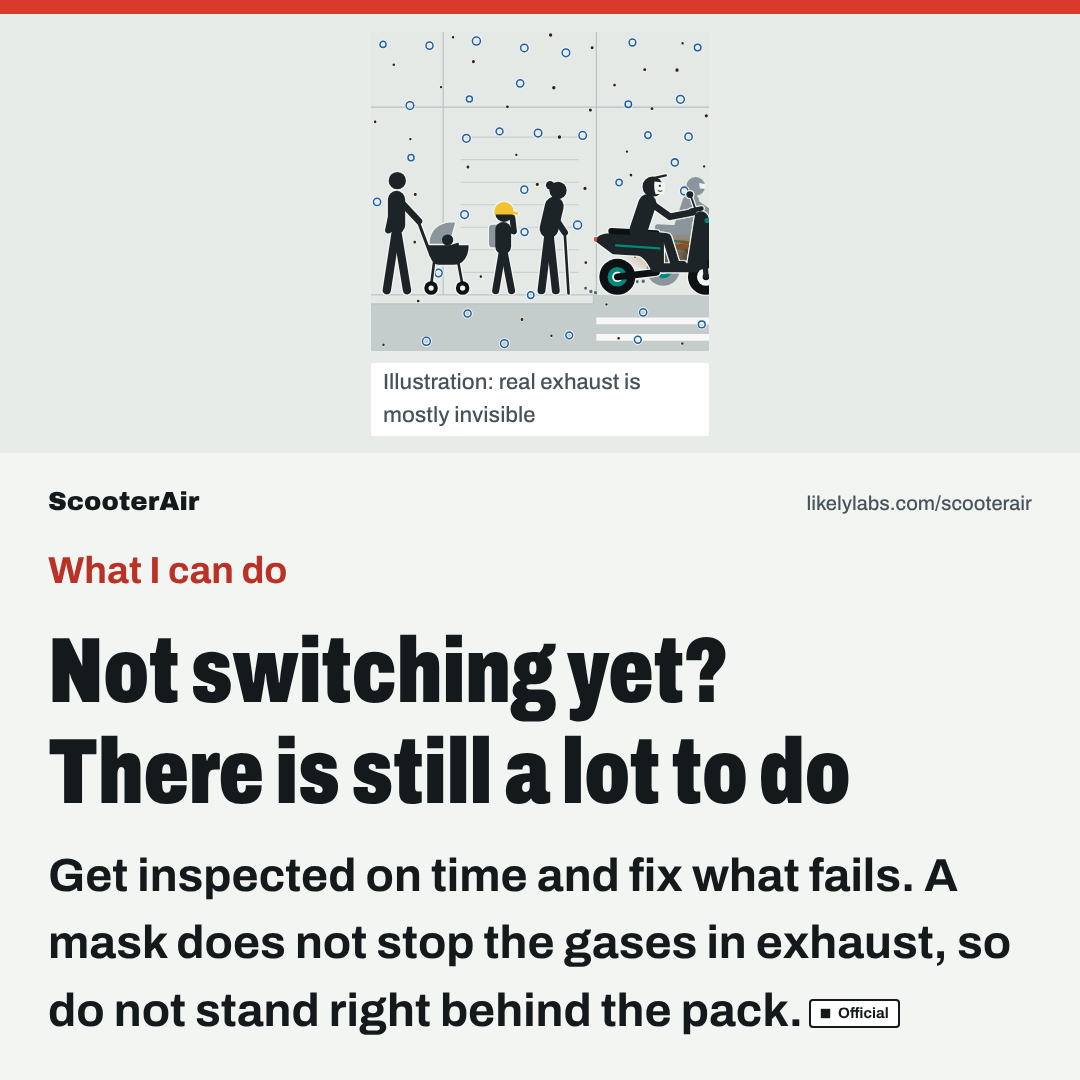 Illustration: real exhaust is
mostly invisible
ScooterAir
likelylabs.com/scooterair
What I can do
Not switching yet?
There is still a lot to do
Get inspected on time and fix what fails. A
mask does not stop the gases in exhaust, so
do not stand right behind the pack. Official